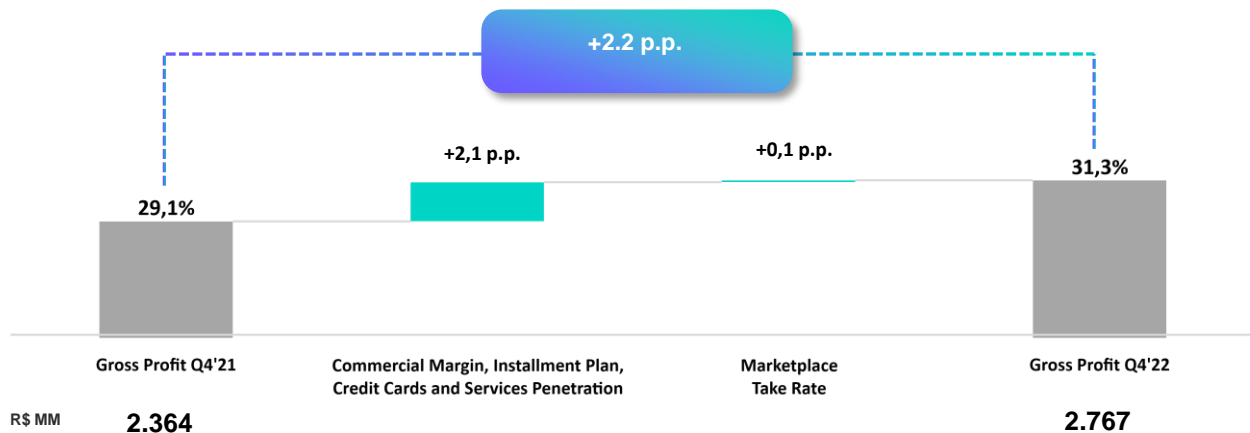 +2.2 p.p.
+2,1 p.p.
+0,1 p.p.
31,3%
29,1%
Gross Profit Q4'21
Commercial Margin, Installment Plan,
Credit Cards and Services Penetration
Marketplace
Take Rate
Gross Profit Q4'22
R$ MM
2.364
2.767